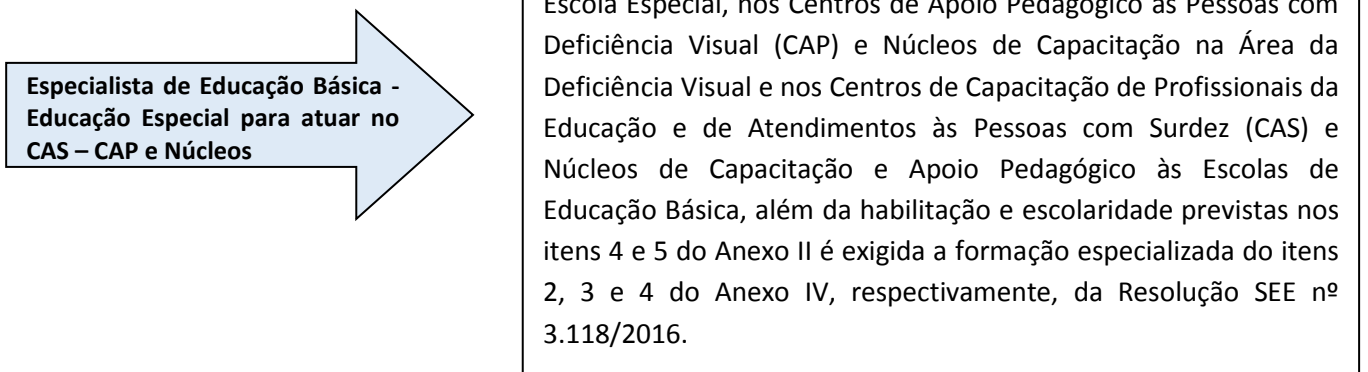 Especialista de Educação Básica -
Educação Especial para atuar no
CAS – CAP e Núcleos
Escola Especial, nos Centros de Apoio Pedagógico às Pessoas com
Deficiência Visual (CAP) e Núcleos de Capacitação na Área da
Deficiência Visual e nos Centros de Capacitação de Profissionais da
Educação e de Atendimentos às Pessoas com Surdez (CAS) e
Núcleos de Capacitação e Apoio Pedagógico às Escolas de
Educação Básica, além da habilitação e escolaridade previstas nos
itens 4 e 5 do Anexo II é exigida a formação especializada do itens
2, 3 e 4 do Anexo IV, respectivamente, da Resolução SEE nº
3.118/2016.